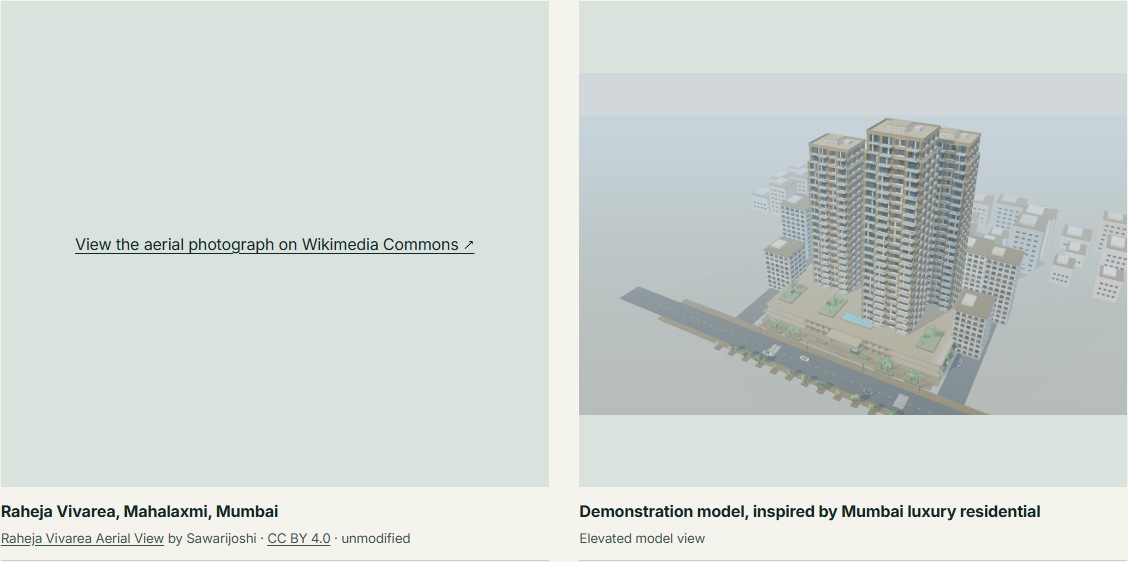 View the aerial photograph on Wikimedia Commons ↗
Raheja Vivarea, Mahalaxmi, Mumbai
Raheja Vivarea Aerial View by Sawarijoshi · CC BY 4.0 · unmodified
Demonstration model, inspired by Mumbai luxury residential
Elevated model view